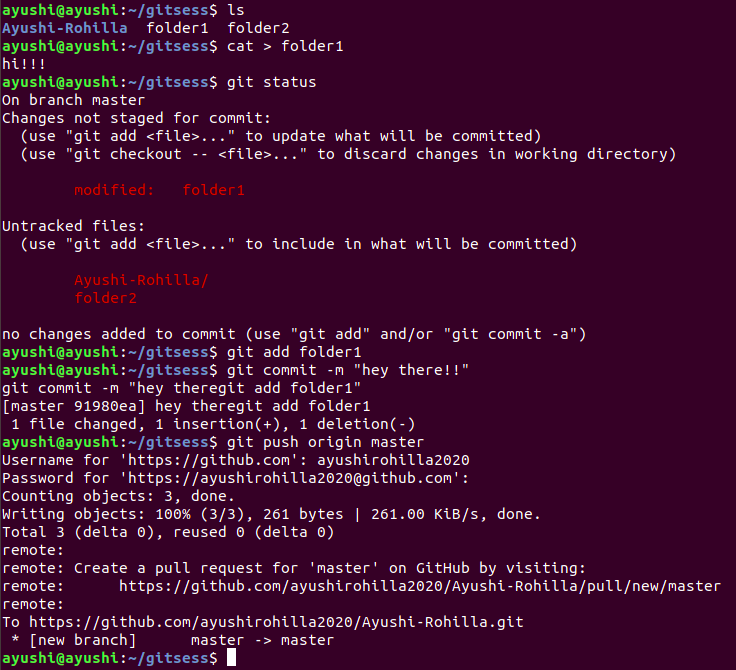 ayushi@ayushi:~/gitsess$ ls
Ayushi-Rohilla  folder1  folder2
ayushi@ayushi:~/gitsess$ cat > folder1
hi!!!
ayushi@ayushi:~/gitsess$ git status
On branch master
Changes not staged for commit:
  (use "git add <file>..." to update what will be committed)
  (use "git checkout -- <file>..." to discard changes in working directory)

        modified:   folder1

Untracked files:
  (use "git add <file>..." to include in what will be committed)

        Ayushi-Rohilla/
        folder2

no changes added to commit (use "git add" and/or "git commit -a")
ayushi@ayushi:~/gitsess$ git add folder1
ayushi@ayushi:~/gitsess$ git commit -m "hey there!!"
git commit -m "hey theregit add folder1"
[master 91980ea] hey theregit add folder1
 1 file changed, 1 insertion(+), 1 deletion(-)
ayushi@ayushi:~/gitsess$ git push origin master
Username for 'https://github.com': ayushirohilla2020
Password for 'https://ayushirohilla2020@github.com':
Counting objects: 3, done.
Writing objects: 100% (3/3), 261 bytes | 261.00 KiB/s, done.
Total 3 (delta 0), reused 0 (delta 0)
remote:
remote: Create a pull request for 'master' on GitHub by visiting:
remote:      https://github.com/ayushirohilla2020/Ayushi-Rohilla/pull/new/master
remote:
To https://github.com/ayushirohilla2020/Ayushi-Rohilla.git
 * [new branch]      master -> master
ayushi@ayushi:~/gitsess$